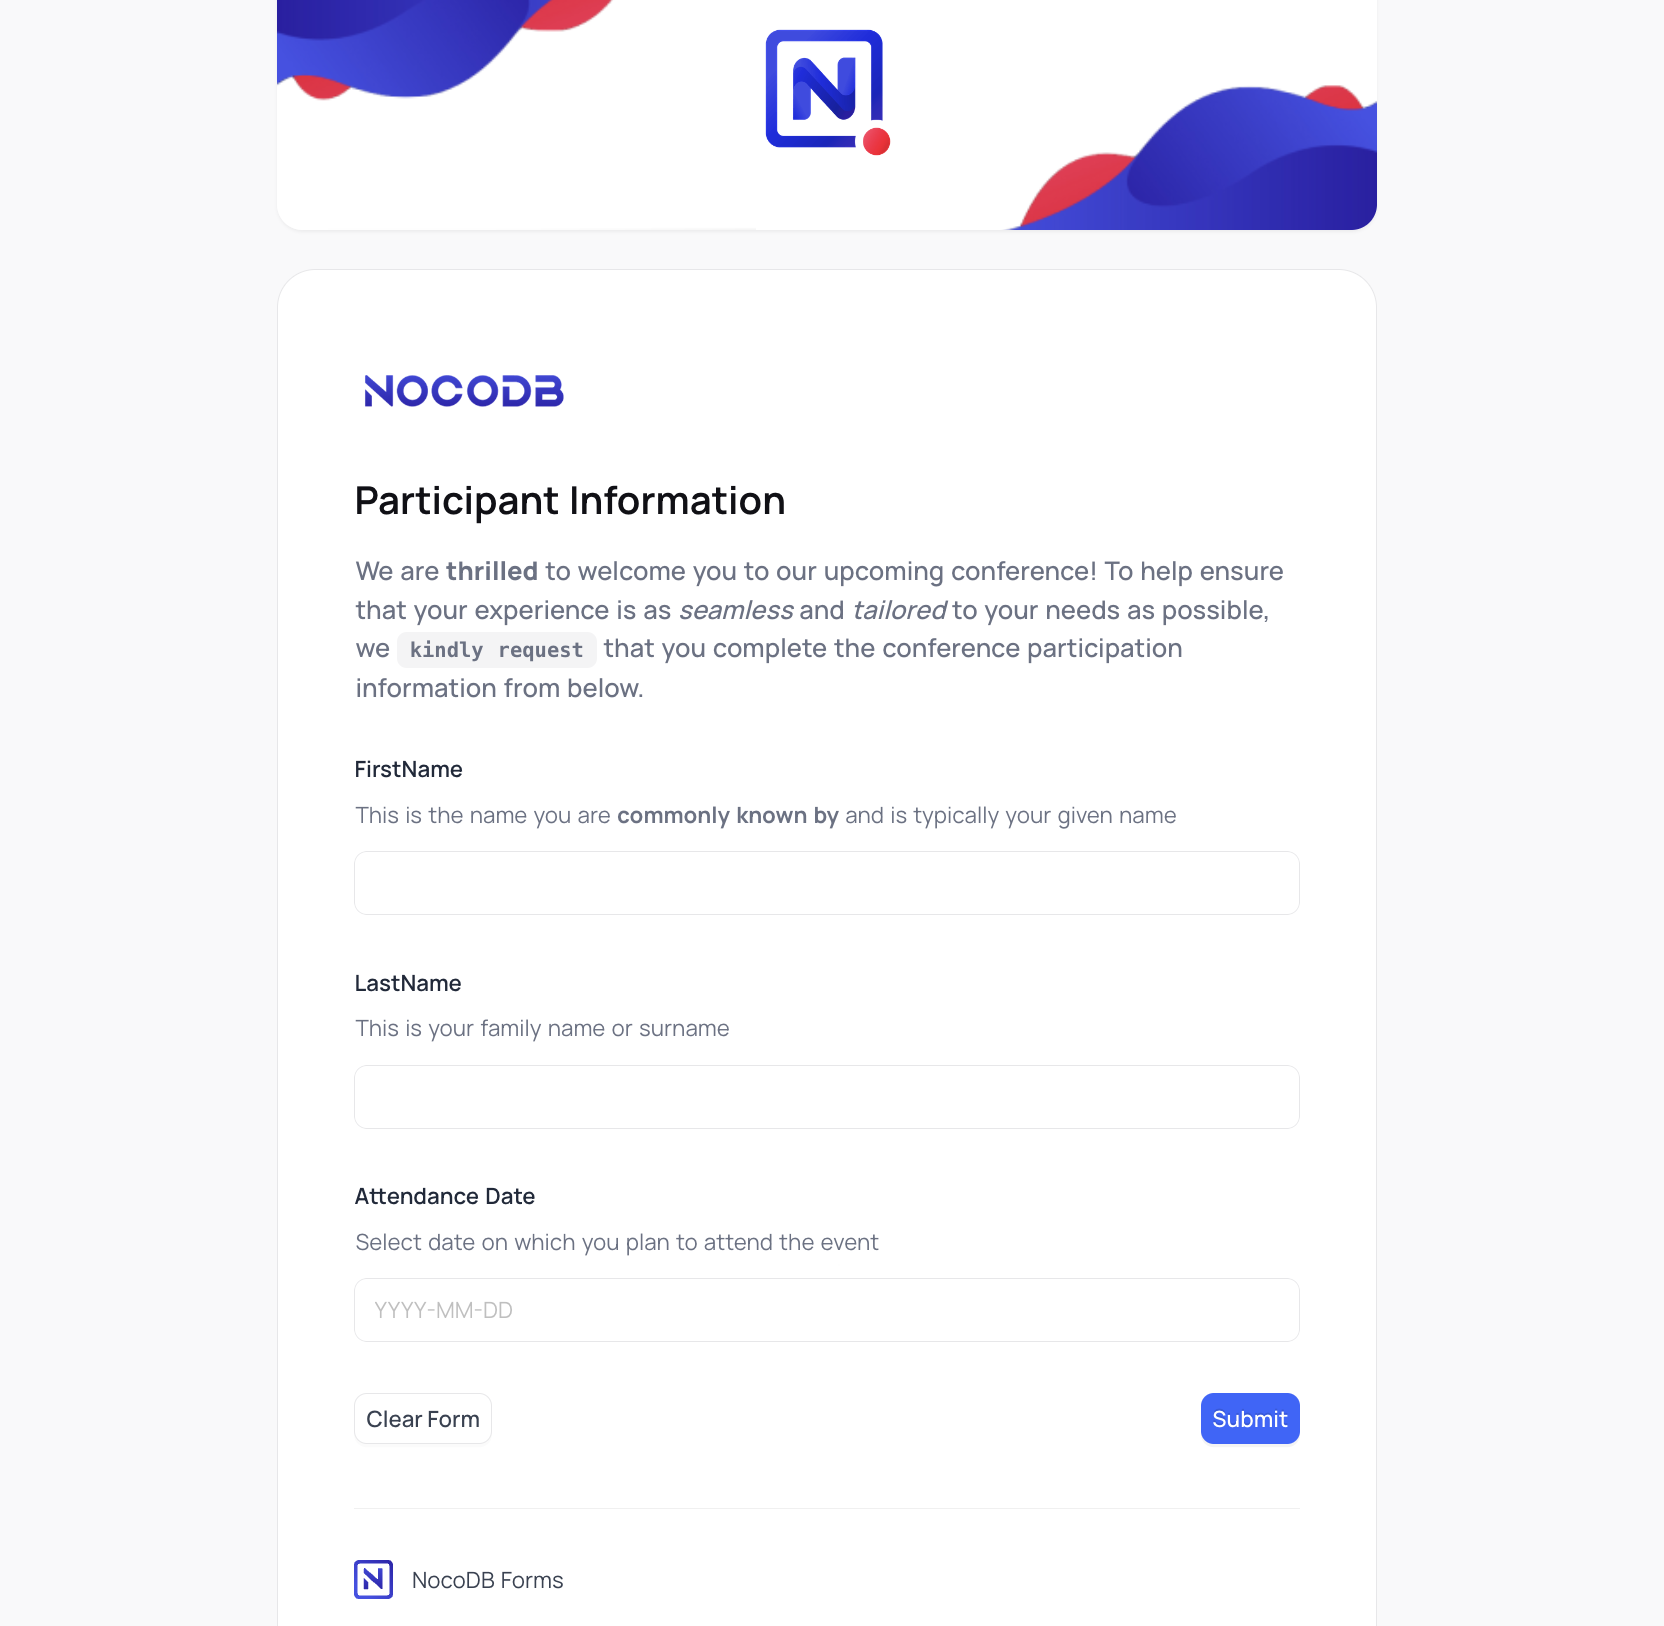 N
NOCODB
Participant Information
We are thrilled to welcome you to our upcoming conference! To help ensure
that your experience is as seamless and tailored to your needs as possible,
we kindly request that you complete the conference participation
information from below.
FirstName
This is the name you are commonly known by and is typically your given name
LastName
This is your family name or surname
Attendance Date
Select date on which you plan to attend the event
YYYY-MM-DD
Clear Form
Submit
N
NocoDB Forms